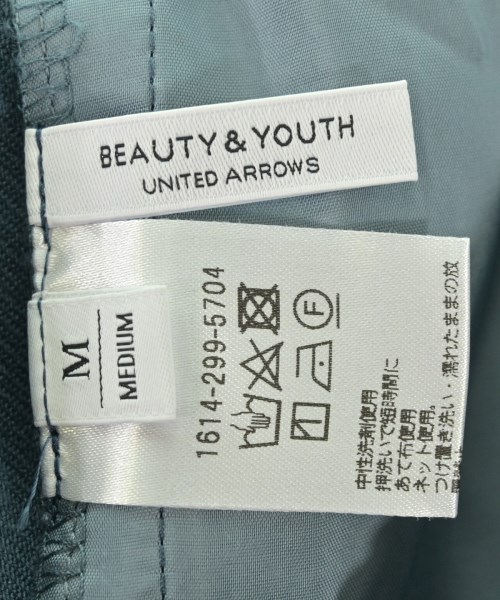 BEAUTY & YOUTH
UNITED ARROWS
M
MEDIUM
1614-299-5704
F
中性洗剤使用
押洗いで短時間に
あて布使用
ネット使用。
つけ置き洗い・濡れたままの放